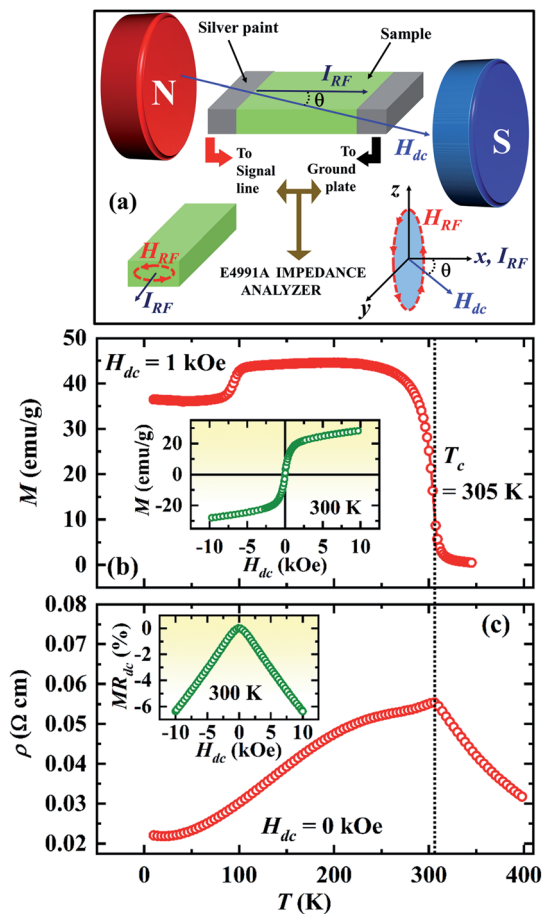 Silver paint
Sample
N
I_RF
θ
S
H_dc
To
Signal
line
To
Ground
plate
(a)
H_RF
I_RF
E4991A IMPEDANCE
ANALYZER
z
H_RF
x, I_RF
θ
y
H_dc
H_dc = 1 kOe
M (emu/g)
50
40
30
20
10
0
M (emu/g)
20
0
-20
300 K
-10 -5 0 5 10
H_dc (kOe)
T_c
= 305 K
(b)
ρ (Ω cm)
0.08
0.07
0.06
0.05
0.04
0.03
0.02
MR_dc (%)
0
-2
-4
-6
300 K
-10 -5 0 5 10
H_dc (kOe)
(c)
H_dc = 0 kOe
0 100 200 300 400
T (K)